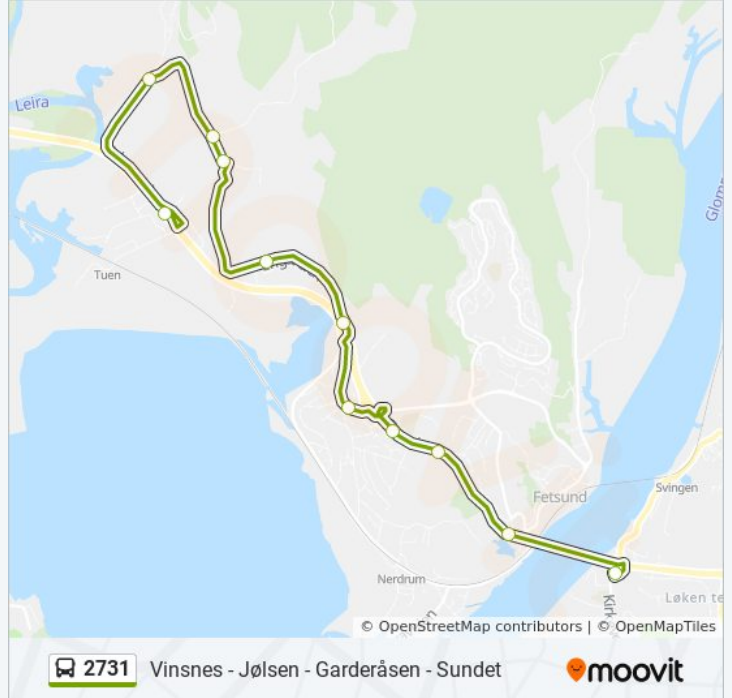 Leira
Glom
Tuen
Svingen
Fetsund
Nerdrum
Løken te
Kirk
© OpenStreetMap contributors | © OpenMapTiles
2731 Vinsnes - Jølsen - Garderåsen - Sundet moovit